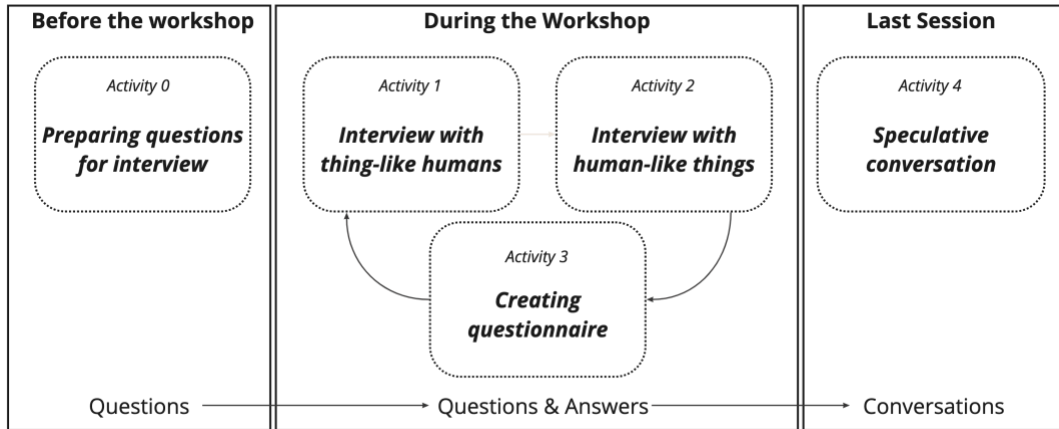 Before the workshop
Activity 0
Preparing questions
for interview
During the Workshop
Activity 1
Interview with
thing-like humans
Activity 2
Interview with
human-like things
Activity 3
Creating
questionnaire
Last Session
Activity 4
Speculative
conversation
Questions
Questions & Answers
Conversations